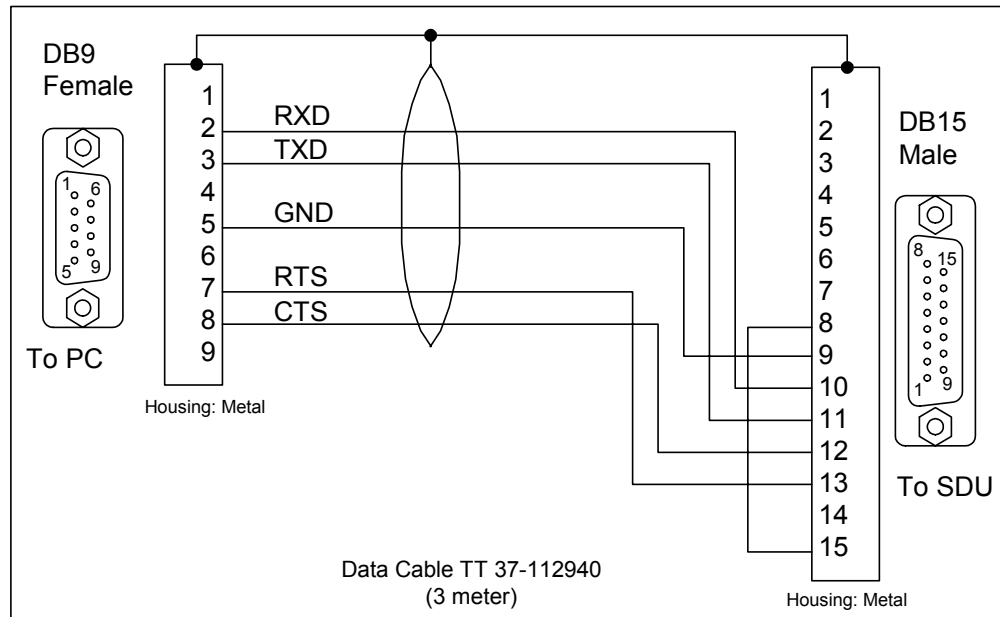 DB9
Female
1
6
5
9
To PC
1
2
3
4
5
6
7
8
9
Housing: Metal
RXD
TXD
GND
RTS
CTS
Data Cable TT 37-112940
(3 meter)
1
2
3
4
5
6
7
8
9
10
11
12
13
14
15
Housing: Metal
DB15
Male
8
15
1
9
To SDU